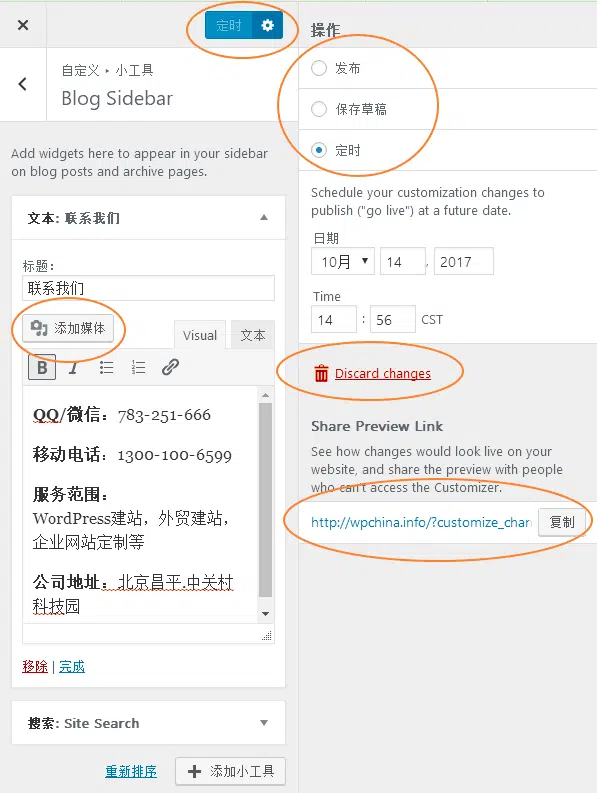 定时
自定义 ▸ 小工具
Blog Sidebar
Add widgets here to appear in your sidebar
on blog posts and archive pages.
文本: 联系我们
标题：
联系我们
添加媒体
Visual
文本
B I
QQ/微信：783-251-666
移动电话：1300-100-6599
服务范围：
WordPress建站，外贸建站，
企业网站定制等
公司地址：北京昌平.中关村
科技园
移除 | 完成
搜索: Site Search
重新排序
添加小工具
操作
发布
保存草稿
定时
Schedule your customization changes to
publish ("go live") at a future date.
日期
10月 14 , 2017
Time
14 : 56 CST
Discard changes
Share Preview Link
See how changes would look live on your
website, and share the preview with people
who can't access the Customizer.
http://wpchina.info/?customize_char
复制